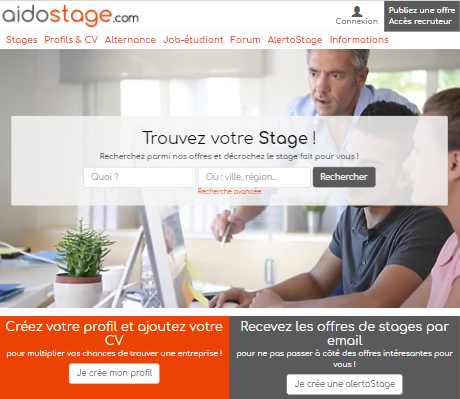 aidostage.com
Connexion
Publiez une offre
Accès recruteur
Stages Profils & CV Alternance Job-étudiant Forum AlertoStage Informations
Trouvez votre Stage !
Recherchez parmi nos offres et décrochez le stage fait pour vous !
Quoi ? Où : ville, région... Rechercher
Recherche avancée
Créez votre profil et ajoutez votre
CV
pour multiplier vos chances de trouver une entreprise !
Je crée mon profil
Recevez les offres de stages par
email
pour ne pas passer à côté des offres intéresantes pour
vous !
Je crée une alertoStage